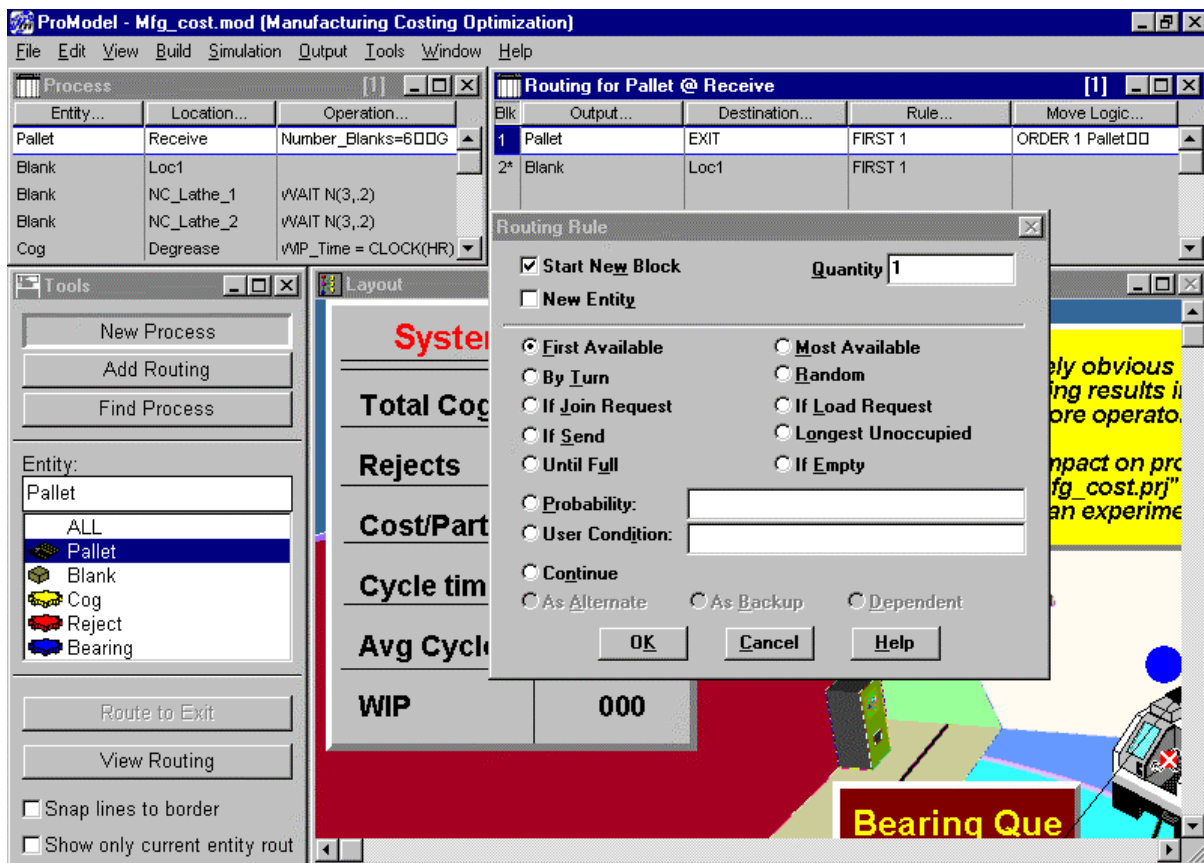 ProModel - Mfg_cost.mod (Manufacturing Costing Optimization)
File Edit View Build Simulation Output Tools Window Help
Process [1]
Entity... Location... Operation...
Pallet Receive Number_Blanks=6▯▯G
Blank Loc1
Blank NC_Lathe_1 WAIT N(3,.2)
Blank NC_Lathe_2 WAIT N(3,.2)
Cog Degrease WIP_Time = CLOCK(HR)
Routing for Pallet @ Receive [1]
Blk Output... Destination... Rule... Move Logic...
1 Pallet EXIT FIRST 1 ORDER 1 Pallet▯▯
2* Blank Loc1 FIRST 1
Tools
New Process
Add Routing
Find Process
Entity:
Pallet
ALL
Pallet
Blank
Cog
Reject
Bearing
Route to Exit
View Routing
Snap lines to border
Show only current entity rout
Layout
Syste
Total Cog
Rejects
Cost/Part
Cycle tim
Avg Cycl
WIP 000
Routing Rule
Start New Block Quantity 1
New Entity
First Available Most Available
By Turn Random
If Join Request If Load Request
If Send Longest Unoccupied
Until Full If Empty
Probability:
User Condition:
Continue
As Alternate As Backup Dependent
OK Cancel Help
ely obvious
ing results i
ore operato
mpact on pro
fg_cost.prj"
an experime
Bearing Que